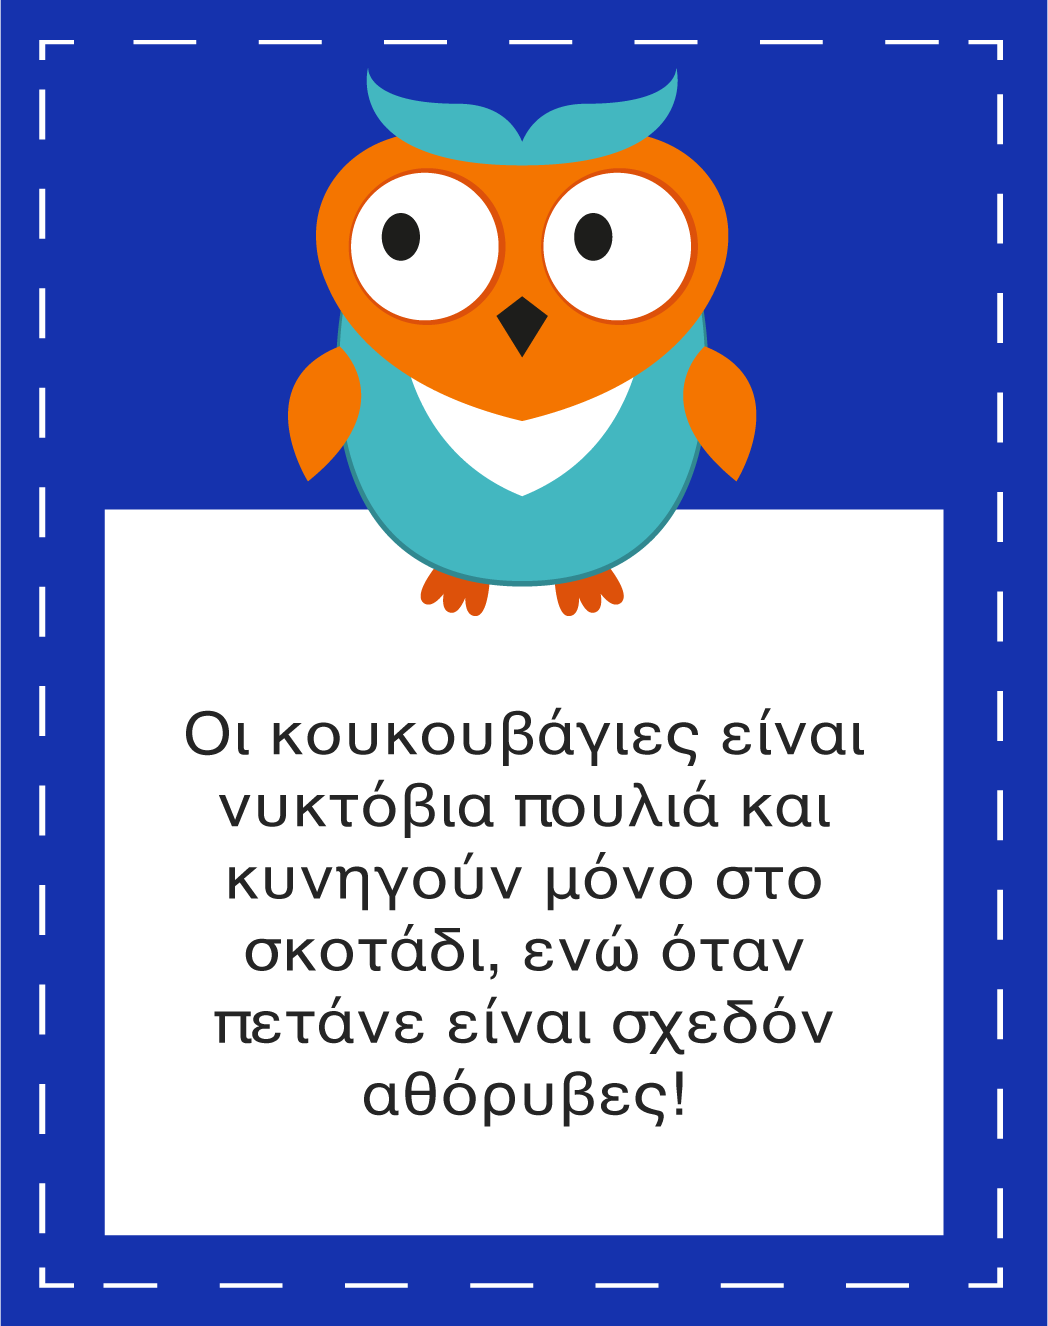 Οι κουκουβάγιες είναι
νυκτόβια πουλιά και
κυνηγούν μόνο στο
σκοτάδι, ενώ όταν
πετάνε είναι σχεδόν
αθόρυβες!